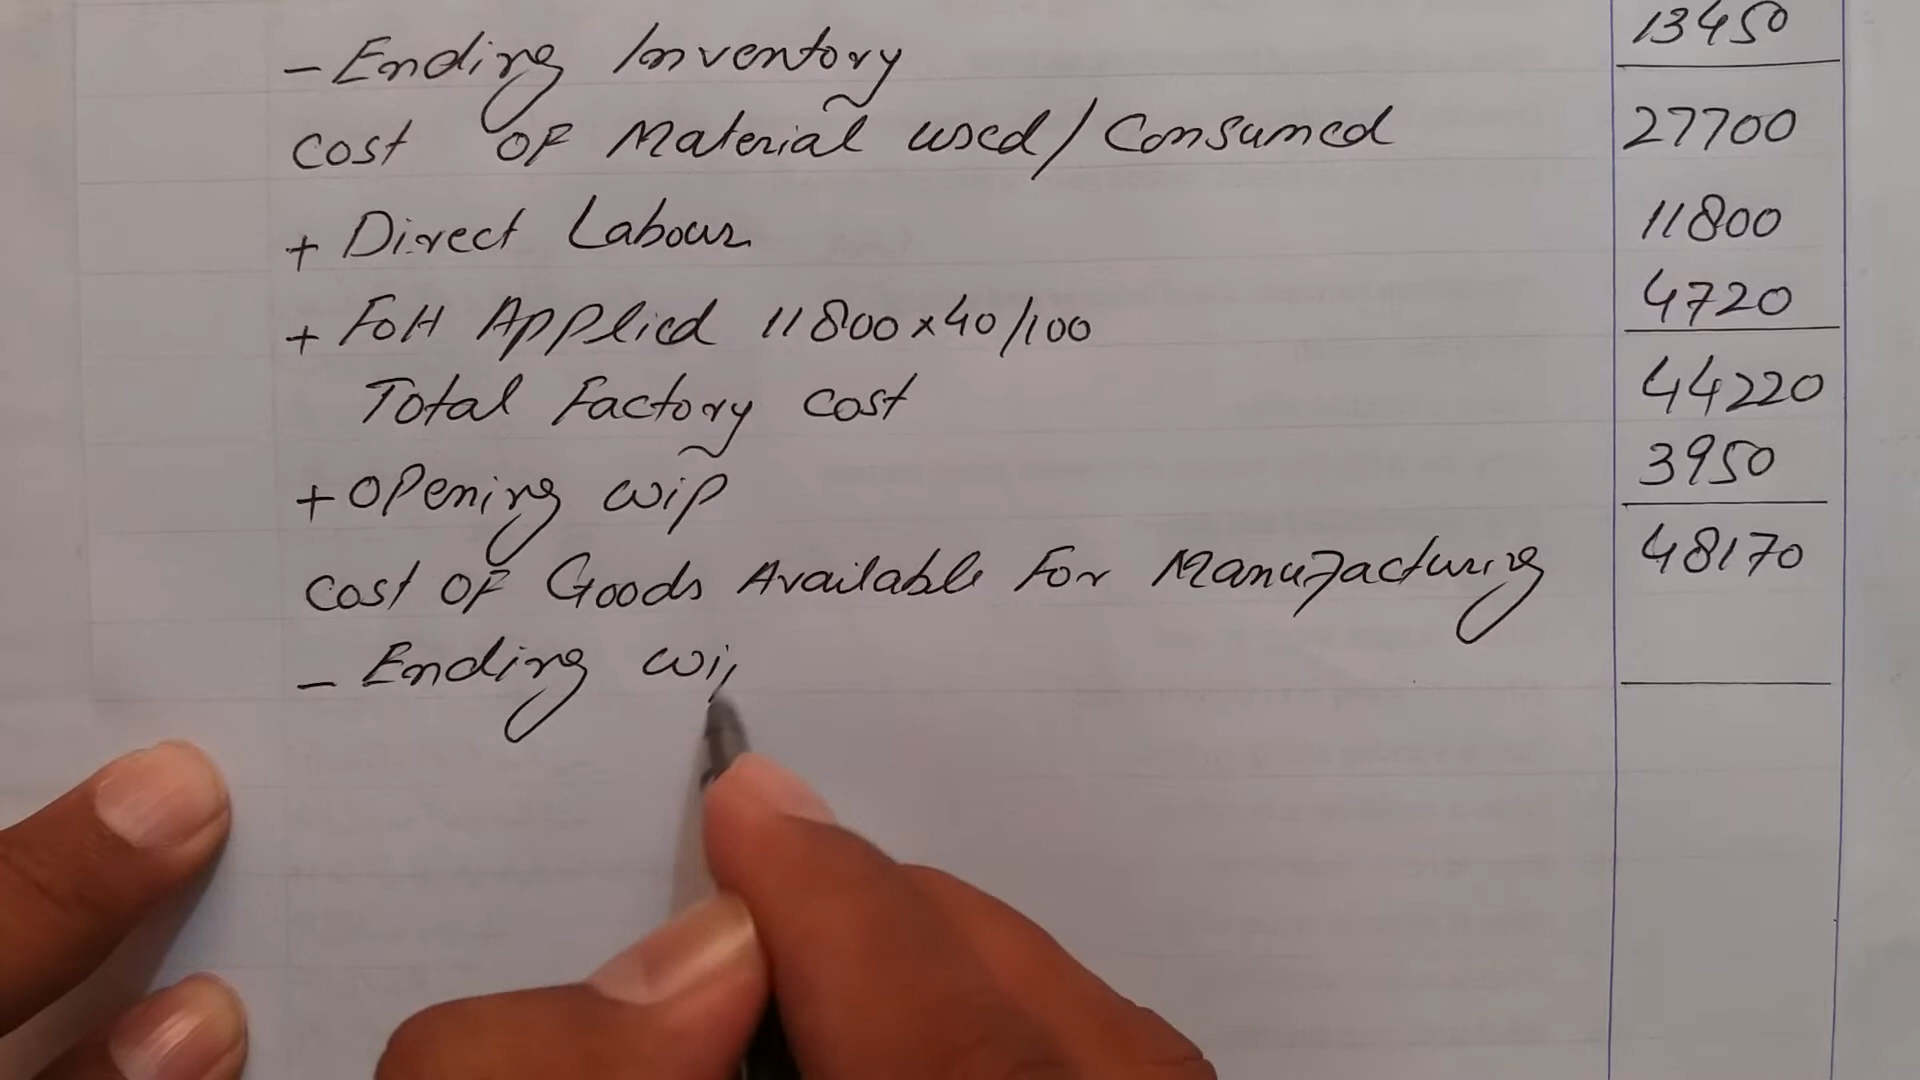 - Ending Inventory 13450
Cost OF Material used/Consumed 27700
+ Direct Labour 11800
+ FoH Applied 11800x40/100 4720
Total Factory Cost 44220
+ Opening wip 3950
Cost OF Goods Available For Manufacturing 48170
- Ending wip